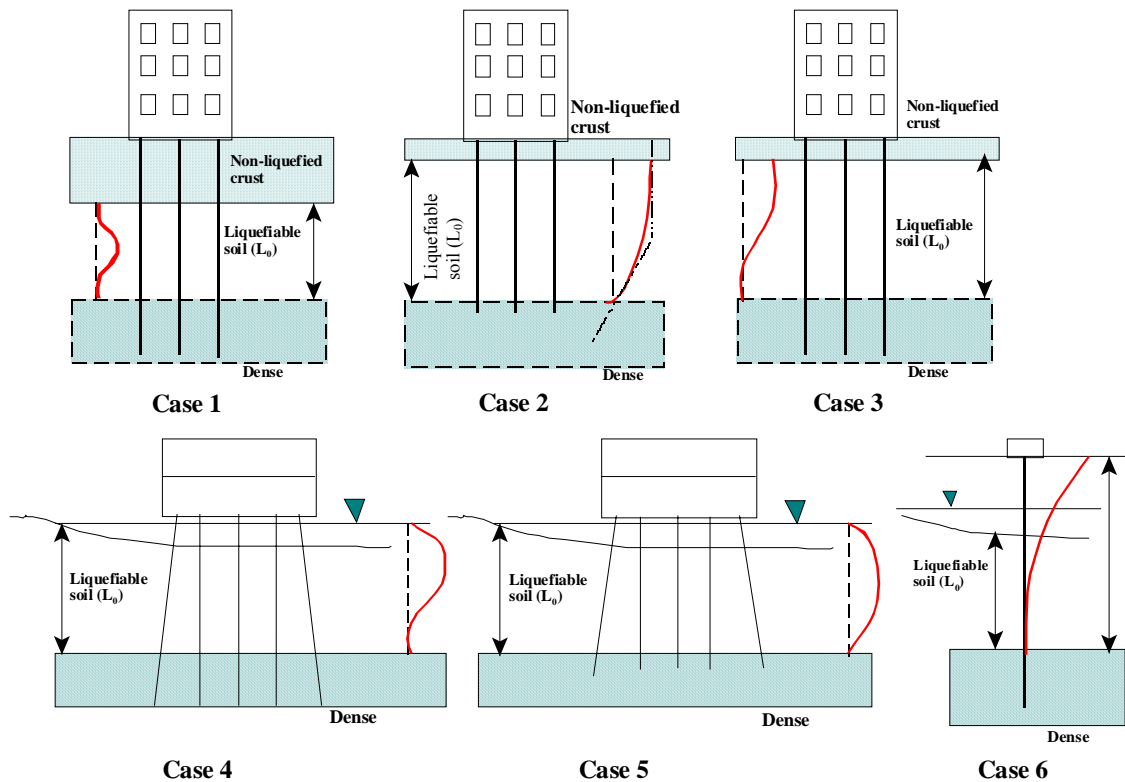 Non-liquefied
crust
Liquefiable
soil (L0)
Dense
Case 1
Non-liquefied
crust
Liquefiable
soil (L0)
Dense
Case 2
Non-liquefied
crust
Liquefiable
soil (L0)
Dense
Case 3
Liquefiable
soil (L0)
Dense
Case 4
Liquefiable
soil (L0)
Dense
Case 5
Liquefiable
soil (L0)
Dense
Case 6